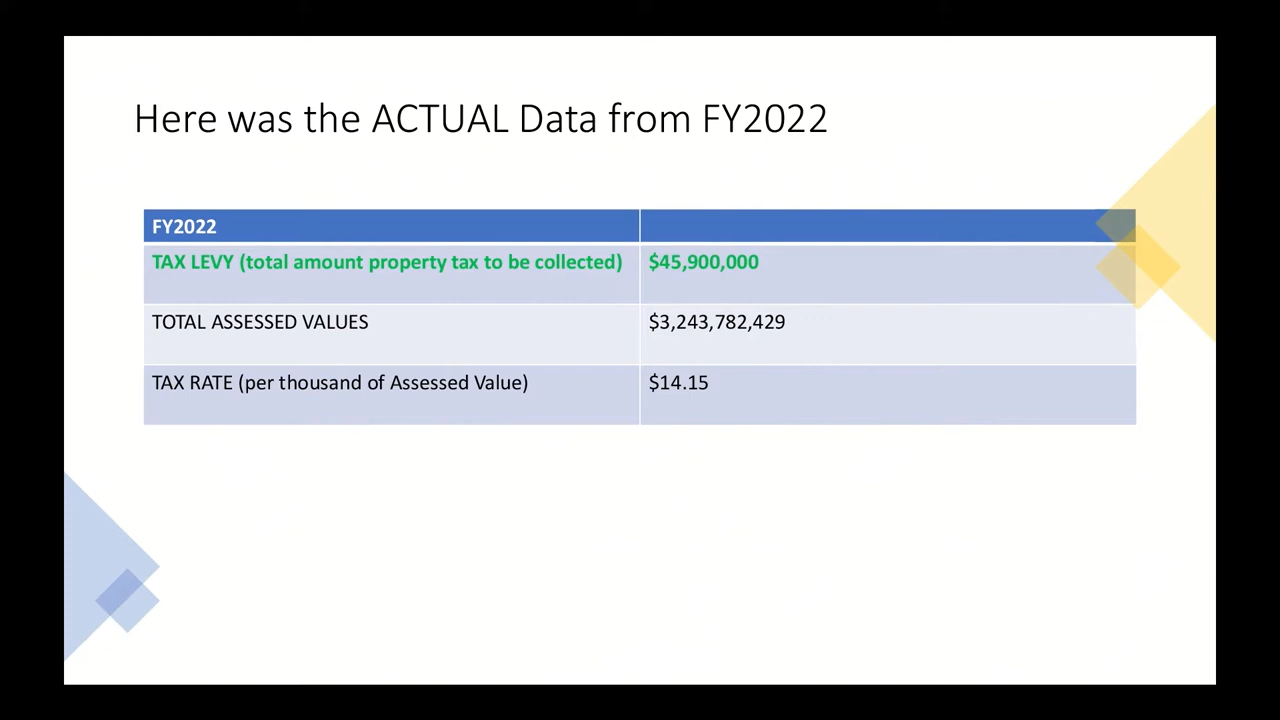 Here was the ACTUAL Data from FY2022
FY2022
TAX LEVY (total amount property tax to be collected) $45,900,000
TOTAL ASSESSED VALUES $3,243,782,429
TAX RATE (per thousand of Assessed Value) $14.15